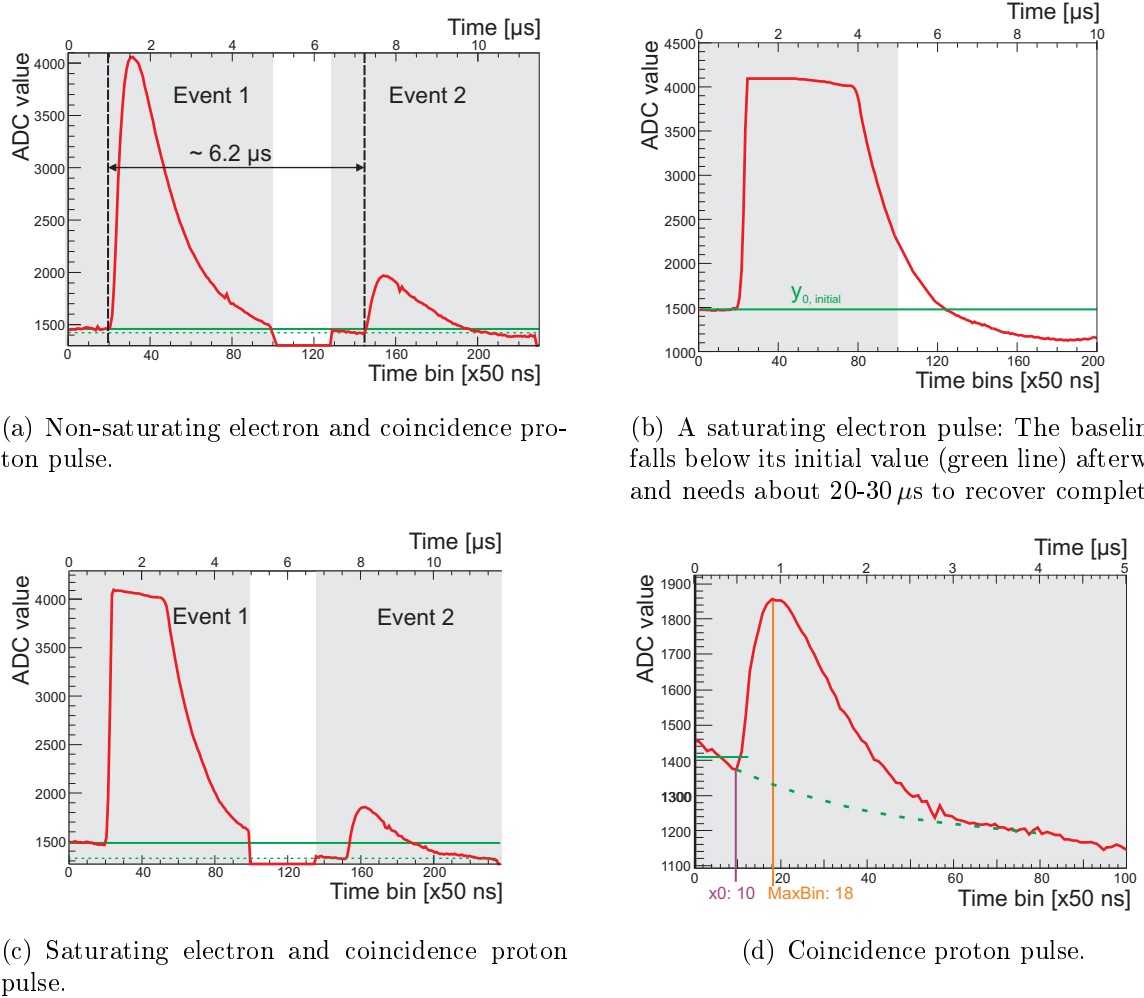 Time [µs]
0 2 4 6 8 10
ADC value
4000
3500
3000
2500
2000
1500
Event 1
Event 2
~ 6.2 µs
0 40 80 120 160 200
Time bin [x50 ns]
(a) Non-saturating electron and coincidence pro-
ton pulse.
Time [µs]
0 2 4 6 8 10
ADC value
4500
4000
3500
3000
2500
2000
1500
1000
y0, initial
0 40 80 120 160 200
Time bins [x50 ns]
(b) A saturating electron pulse: The baselin
falls below its initial value (green line) afterw
and needs about 20-30 µs to recover complet
Time [µs]
0 2 4 6 8 10
ADC value
4000
3500
3000
2500
2000
1500
Event 1
Event 2
0 40 80 120 160 200
Time bin [x50 ns]
(c) Saturating electron and coincidence proton
pulse.
Time [µs]
0 1 2 3 4 5
ADC value
1900
1800
1700
1600
1500
1400
1300
1200
1100
0 20 40 60 80 100
x0: 10
MaxBin: 18
Time bin [x50 ns]
(d) Coincidence proton pulse.